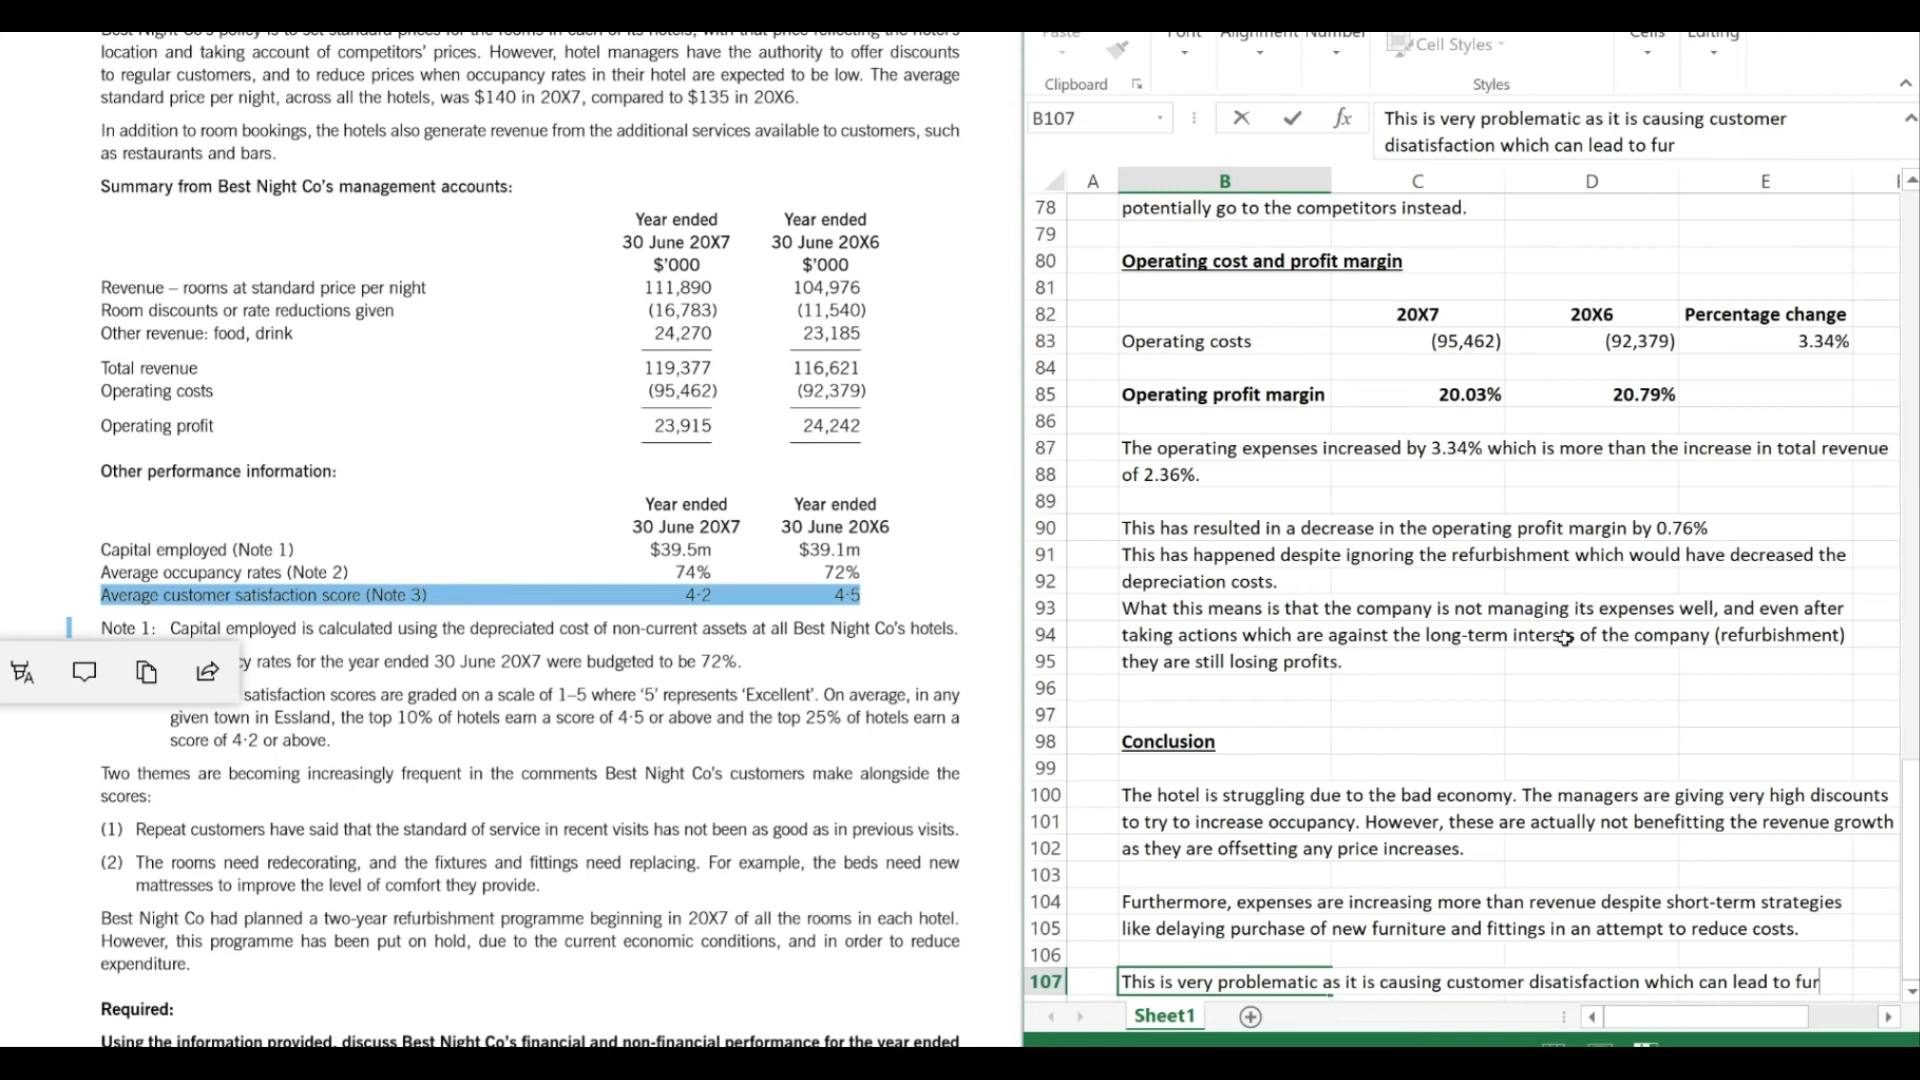 Best Night Co's policy is to set standard prices for the rooms in each of its hotels, with that price reflecting the hotel's
location and taking account of competitors' prices. However, hotel managers have the authority to offer discounts
to regular customers, and to reduce prices when occupancy rates in their hotel are expected to be low. The average
standard price per night, across all the hotels, was $140 in 20X7, compared to $135 in 20X6.
In addition to room bookings, the hotels also generate revenue from the additional services available to customers, such
as restaurants and bars.
Summary from Best Night Co's management accounts:
Year ended Year ended
30 June 20X7 30 June 20X6
$'000 $'000
Revenue – rooms at standard price per night 111,890 104,976
Room discounts or rate reductions given (16,783) (11,540)
Other revenue: food, drink 24,270 23,185
Total revenue 119,377 116,621
Operating costs (95,462) (92,379)
Operating profit 23,915 24,242
Other performance information:
Year ended Year ended
30 June 20X7 30 June 20X6
Capital employed (Note 1) $39.5m $39.1m
Average occupancy rates (Note 2) 74% 72%
Average customer satisfaction score (Note 3) 4·2 4·5
Note 1: Capital employed is calculated using the depreciated cost of non-current assets at all Best Night Co's hotels.
cy rates for the year ended 30 June 20X7 were budgeted to be 72%.
satisfaction scores are graded on a scale of 1–5 where '5' represents 'Excellent'. On average, in any
given town in Essland, the top 10% of hotels earn a score of 4·5 or above and the top 25% of hotels earn a
score of 4·2 or above.
Two themes are becoming increasingly frequent in the comments Best Night Co's customers make alongside the
scores:
(1) Repeat customers have said that the standard of service in recent visits has not been as good as in previous visits.
(2) The rooms need redecorating, and the fixtures and fittings need replacing. For example, the beds need new
mattresses to improve the level of comfort they provide.
Best Night Co had planned a two-year refurbishment programme beginning in 20X7 of all the rooms in each hotel.
However, this programme has been put on hold, due to the current economic conditions, and in order to reduce
expenditure.
Required:
Using the information provided, discuss Best Night Co's financial and non-financial performance for the year ended
Paste Font Alignment Number Cells Editing
Cell Styles
Clipboard Styles
B107 fx This is very problematic as it is causing customer
disatisfaction which can lead to fur
A B C D E
78 potentially go to the competitors instead.
79
80 Operating cost and profit margin
81
82 20X7 20X6 Percentage change
83 Operating costs (95,462) (92,379) 3.34%
84
85 Operating profit margin 20.03% 20.79%
86
87 The operating expenses increased by 3.34% which is more than the increase in total revenue
88 of 2.36%.
89
90 This has resulted in a decrease in the operating profit margin by 0.76%
91 This has happened despite ignoring the refurbishment which would have decreased the
92 depreciation costs.
93 What this means is that the company is not managing its expenses well, and even after
94 taking actions which are against the long-term of the company (refurbishment)
95 they are still losing profits.
96
97
98 Conclusion
99
100 The hotel is struggling due to the bad economy. The managers are giving very high discounts
101 to try to increase occupancy. However, these are actually not benefitting the revenue growth
102 as they are offsetting any price increases.
103
104 Furthermore, expenses are increasing more than revenue despite short-term strategies
105 like delaying purchase of new furniture and fittings in an attempt to reduce costs.
106
107 This is very problematic as it is causing customer disatisfaction which can lead to fur
Sheet1